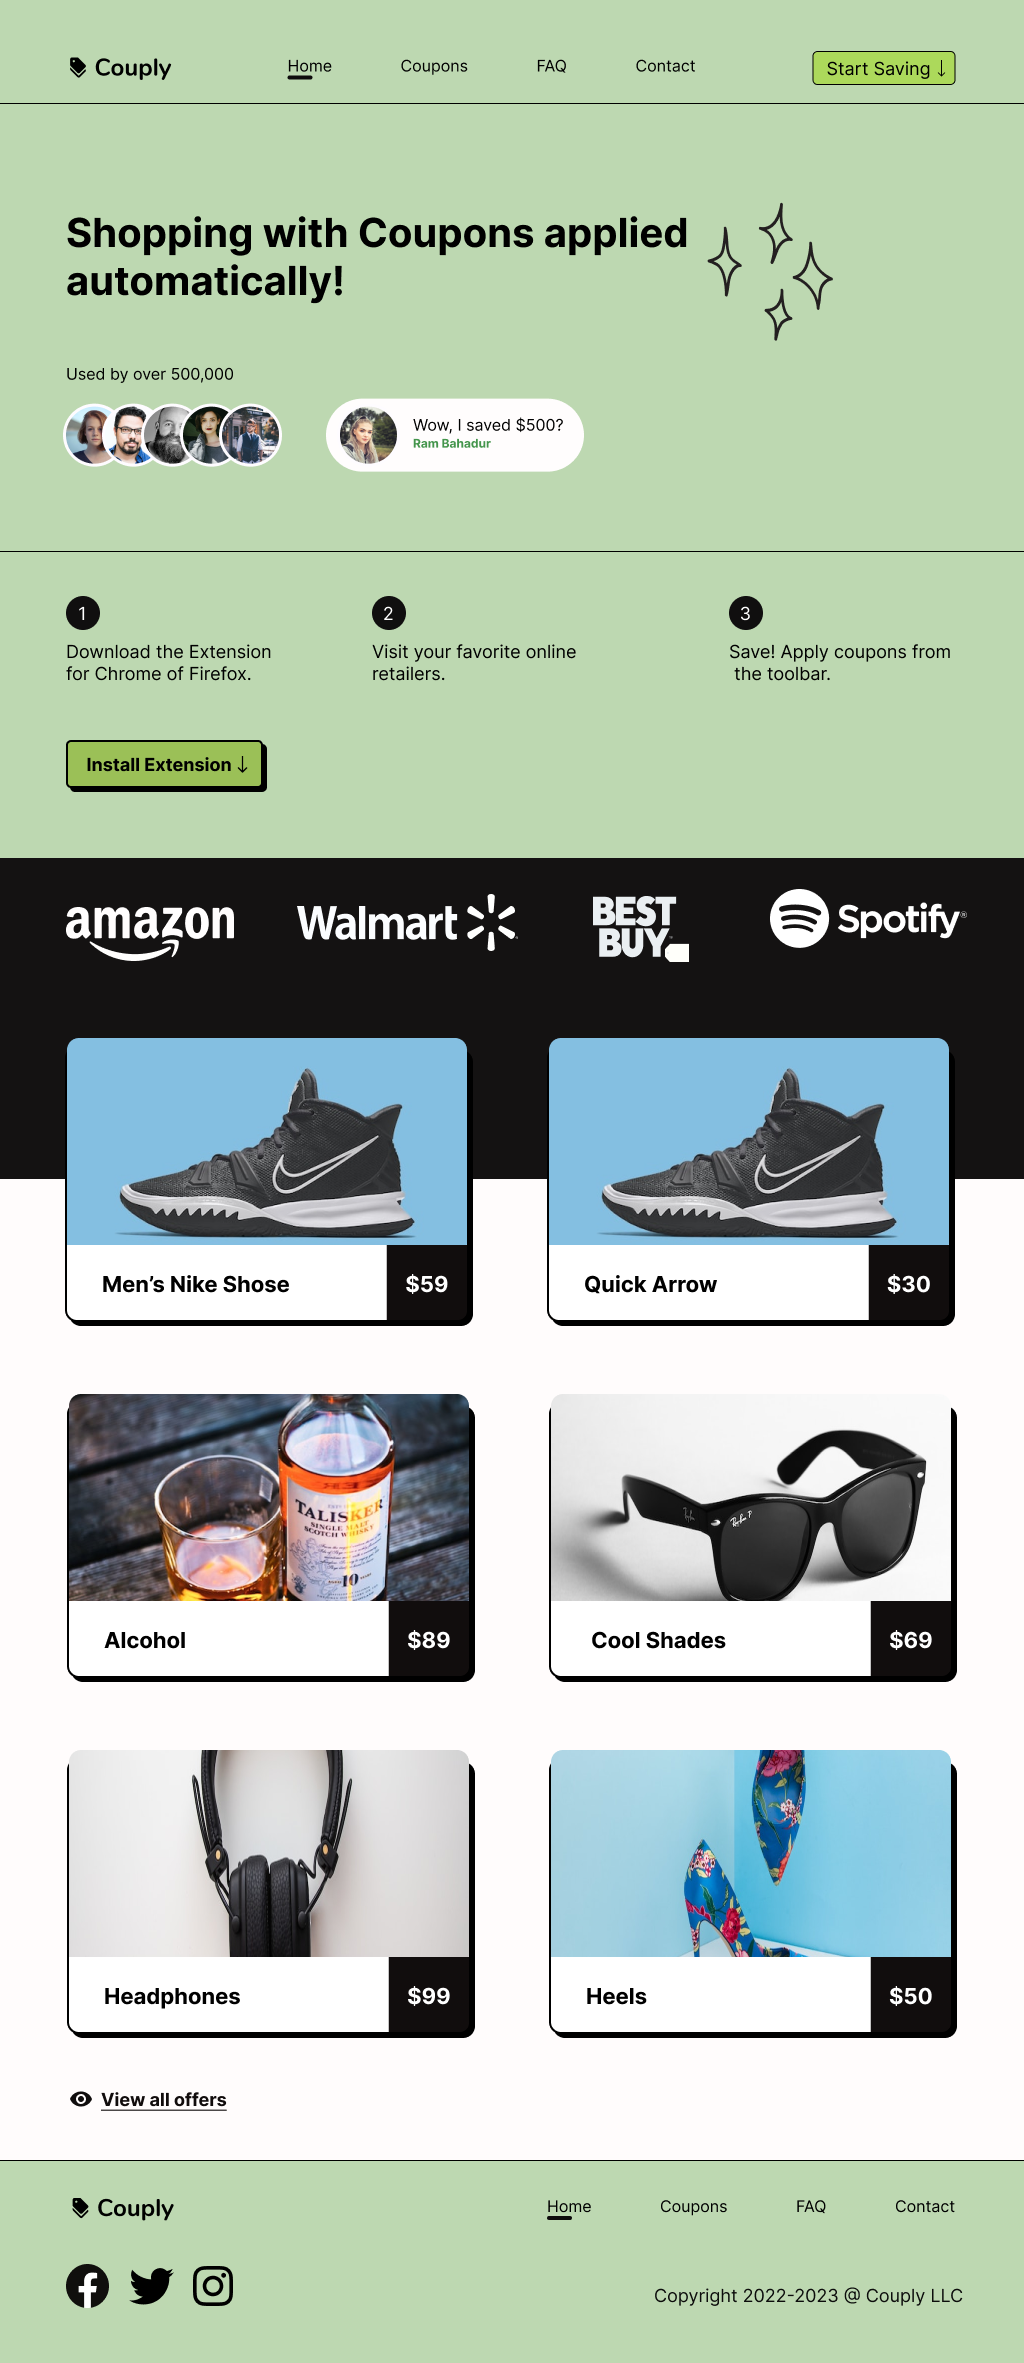 Couply
Home
Coupons
FAQ
Contact
Start Saving ↓
Shopping with Coupons applied
automatically!
Used by over 500,000
Wow, I saved $500?
Ram Bahadur
1
Download the Extension
for Chrome of Firefox.
2
Visit your favorite online
retailers.
3
Save! Apply coupons from
the toolbar.
Install Extension ↓
amazon
Walmart
BEST
BUY
Spotify®
Men’s Nike Shose
$59
Quick Arrow
$30
TALISKER
SINGLE MALT
SCOTCH WHISKY
10
Alcohol
$89
Ray-Ban P
Cool Shades
$69
Headphones
$99
Heels
$50
View all offers
Couply
Home
Coupons
FAQ
Contact
Copyright 2022-2023 @ Couply LLC